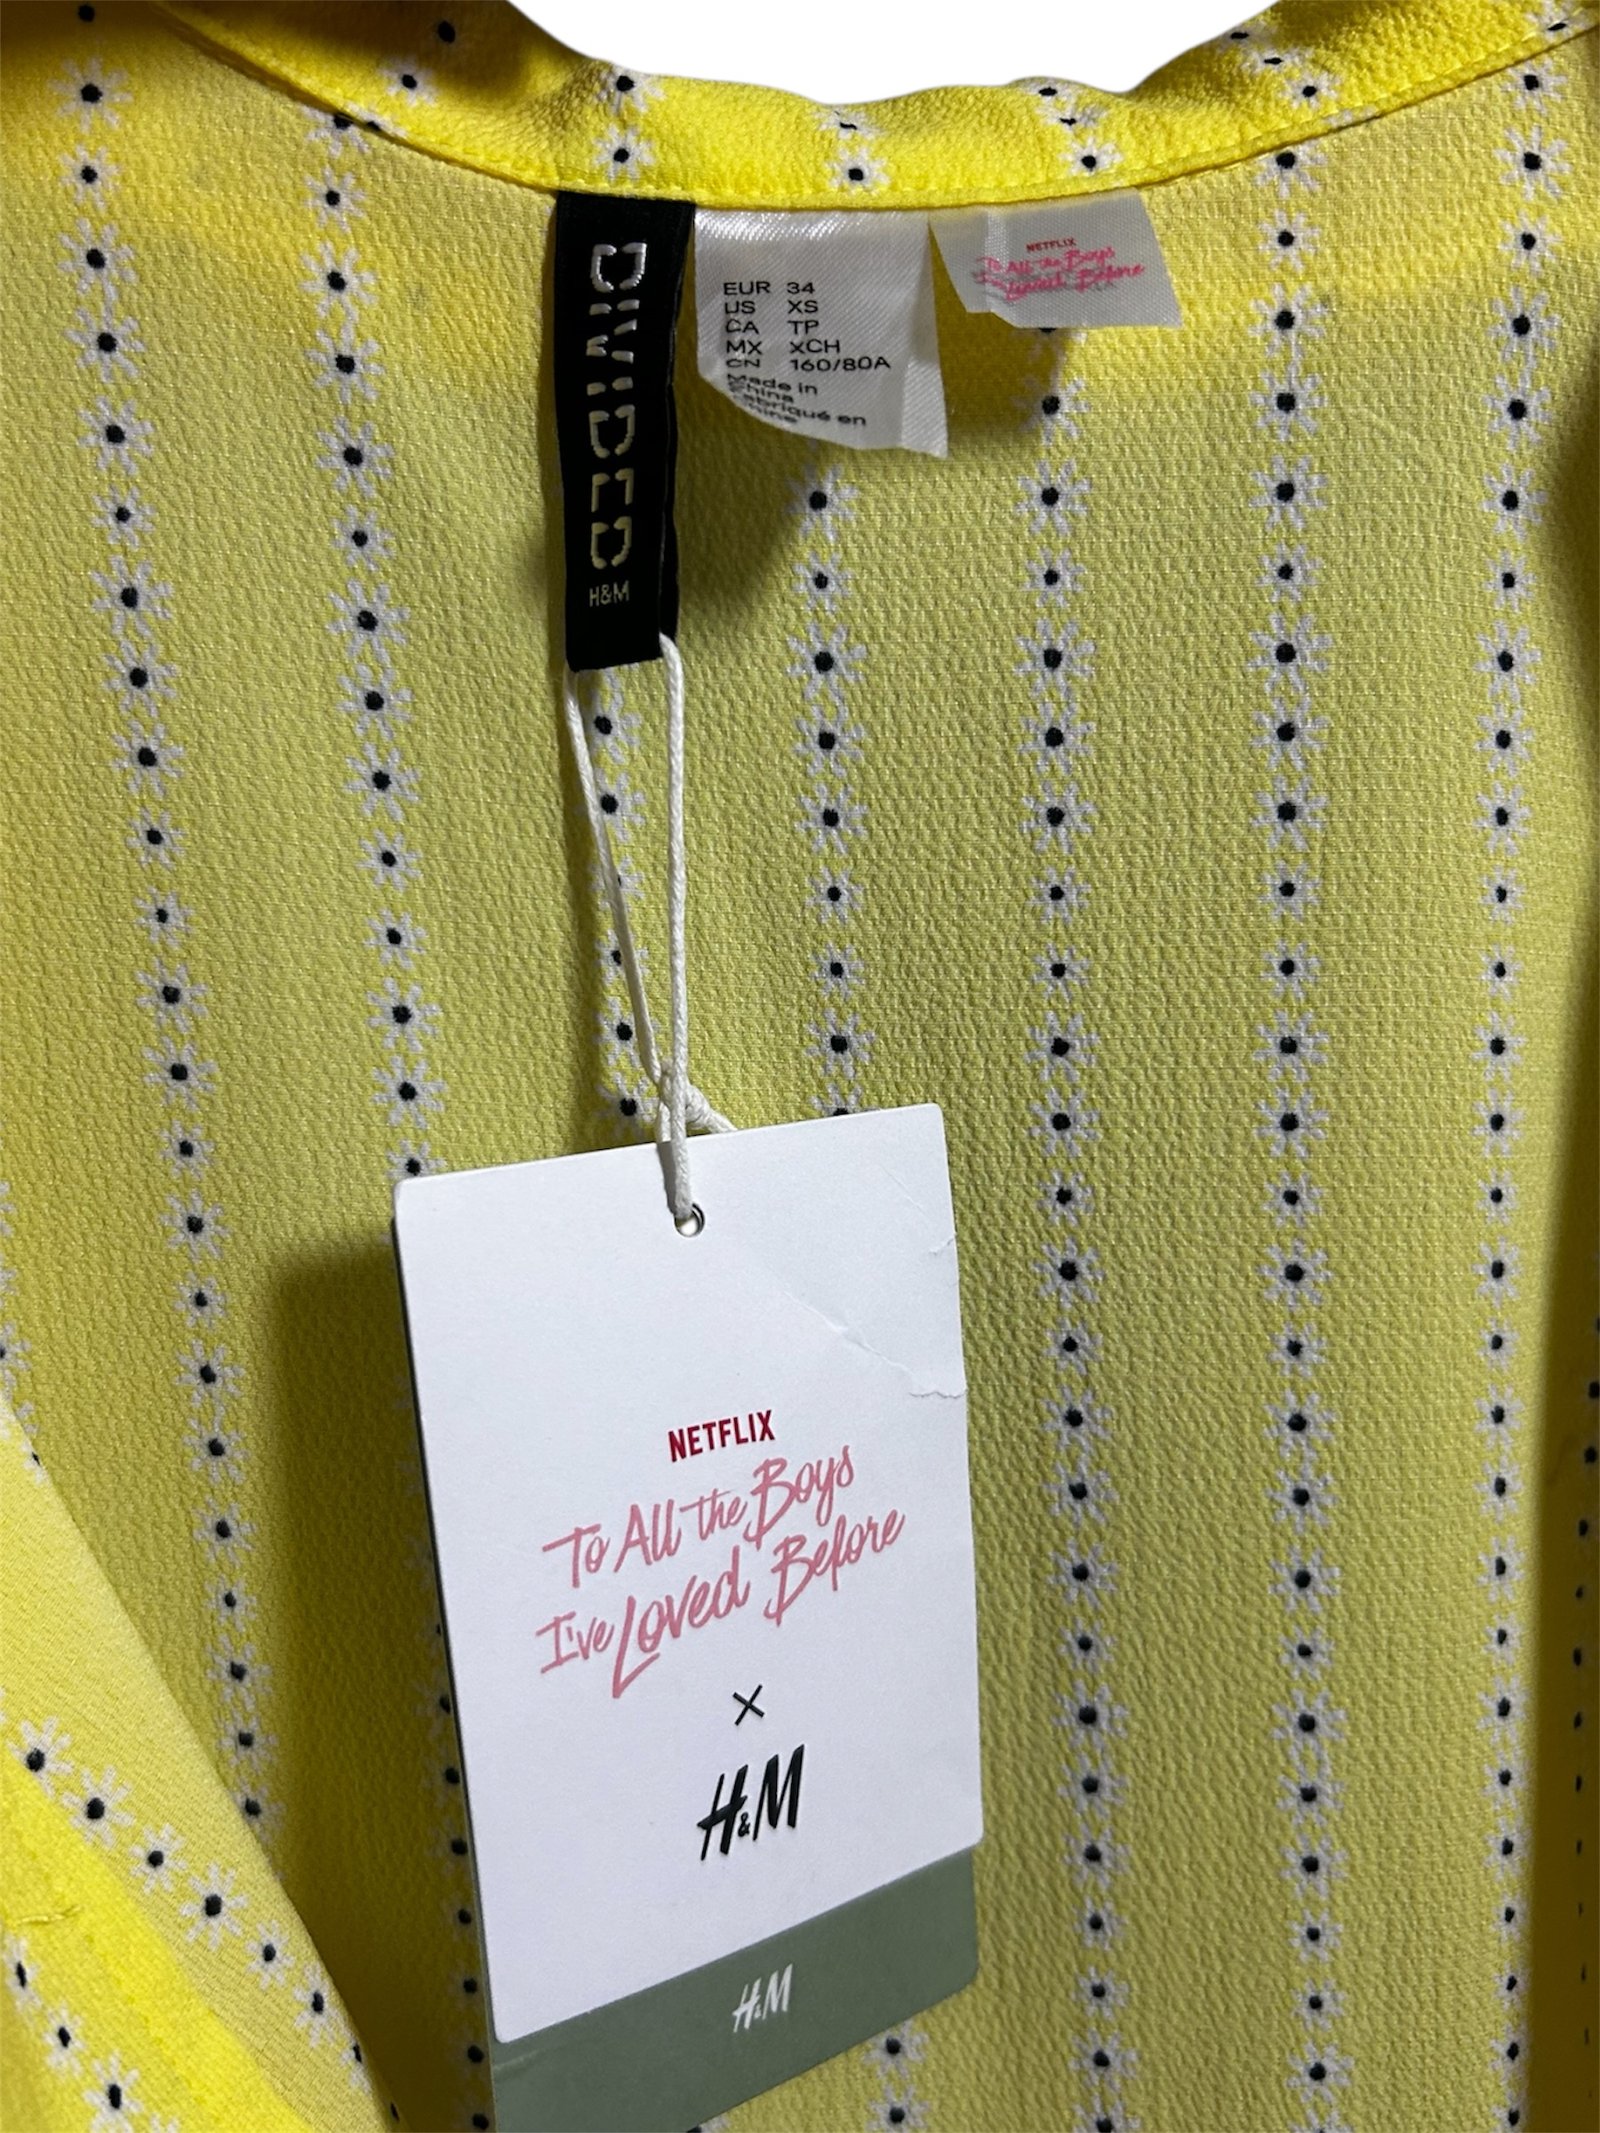 DIVIDED
H&M
EUR 34
US XS
CA TP
MX XCH
CN 160/80A
Made in
China
Fabriqué en
Chine
NETFLIX
To All the Boys
I've Loved Before
NETFLIX
To All the Boys
I've Loved Before
×
H&M
H&M